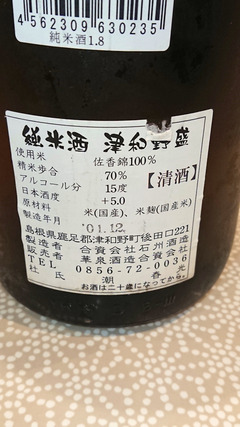 4562309630235
純米酒1.8
純米酒 津和野盛
使用米 佐香錦100%
精米歩合 70%
アルコール分 15度 【清酒】
日本酒度 +5.0
原材料 米(国産)、米麹(国産米)
製造年月 01.12
島根県鹿足郡津和野町後田口221
製造者 合資会社石州酒造
販売者 華泉酒造合資会社
TEL 0856-72-0036
杜氏 潮
お酒は二十歳になってから。